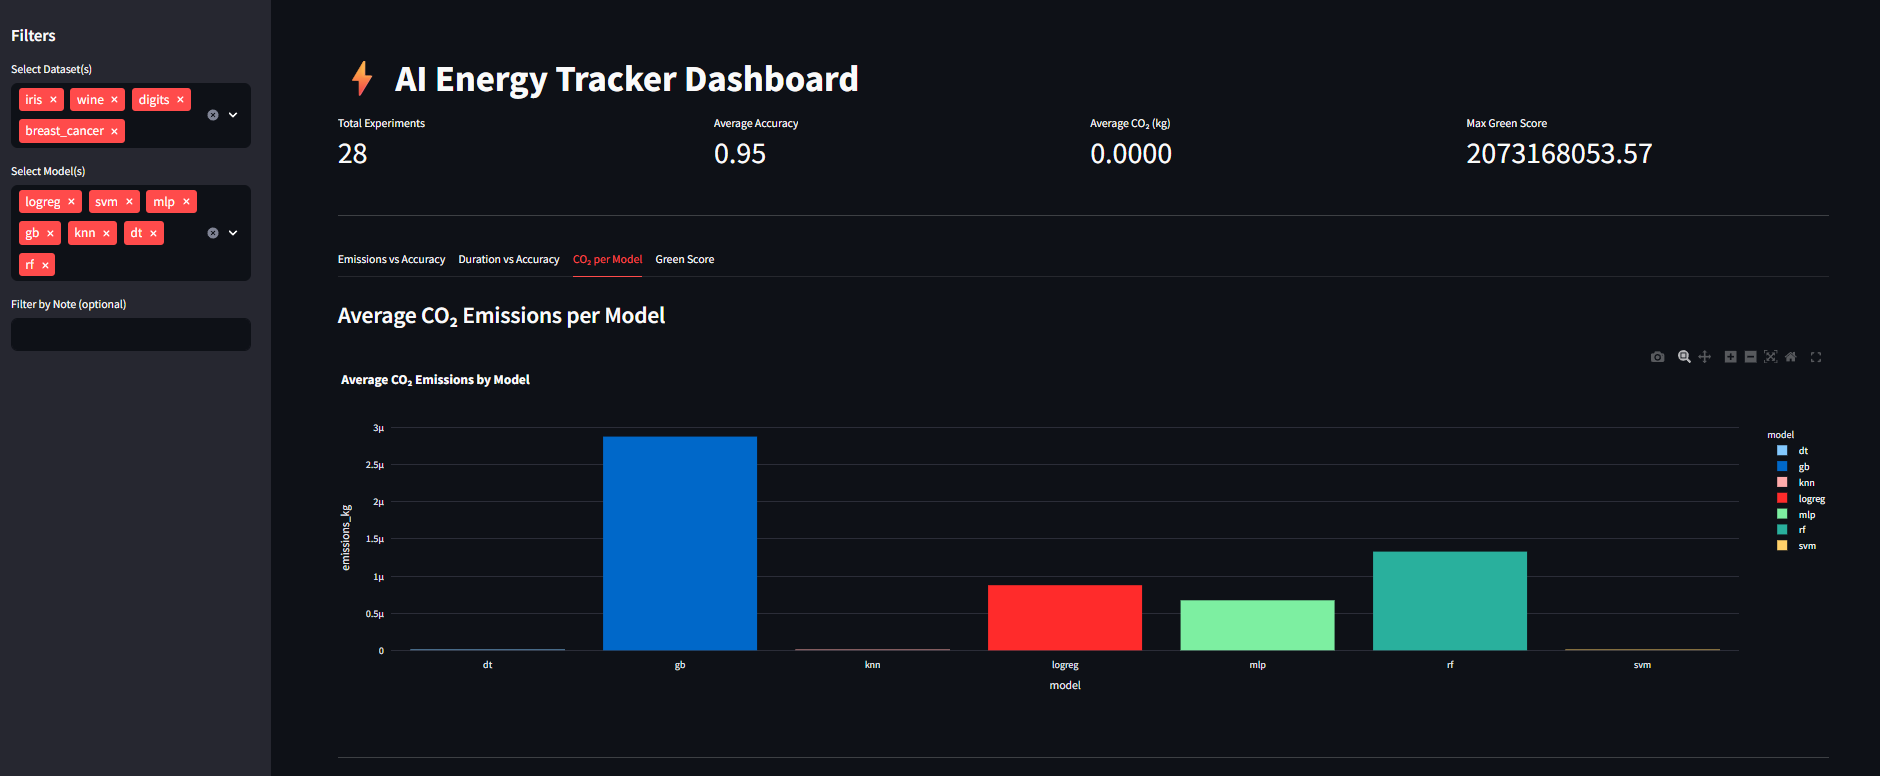 Filters
Select Dataset(s)
iris × wine × digits ×
breast_cancer ×
Select Model(s)
logreg × svm × mlp ×
gb × knn × dt ×
rf ×
Filter by Note (optional)
AI Energy Tracker Dashboard
Total Experiments
28
Average Accuracy
0.95
Average CO₂ (kg)
0.0000
Max Green Score
2073168053.57
Emissions vs Accuracy Duration vs Accuracy CO₂ per Model Green Score
Average CO₂ Emissions per Model
Average CO₂ Emissions by Model
emissions_kg
3μ
2.5μ
2μ
1.5μ
1μ
0.5μ
0
dt gb knn logreg mlp rf svm
model
model
dt
gb
knn
logreg
mlp
rf
svm